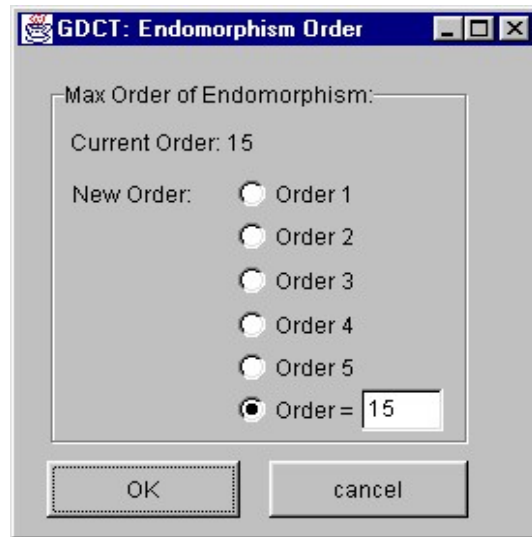 GDCT: Endomorphism Order
Max Order of Endomorphism:
Current Order: 15
New Order:
Order 1
Order 2
Order 3
Order 4
Order 5
Order = 15
OK
cancel